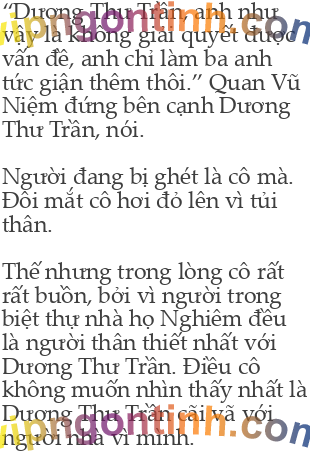 “Dương Thư Trần, anh như
vậy là không giải quyết được
vấn đề, anh chỉ làm ba anh
tức giận thêm thôi.” Quan Vũ
Niệm đứng bên cạnh Dương
Thư Trần, nói.
Người đang bị ghét là cô mà.
Đôi mắt cô hơi đỏ lên vì tủi
thân.
Thế nhưng trong lòng cô rất
rất buồn, bởi vì người trong
biệt thự nhà họ Nghiêm đều
là người thân thiết nhất với
Dương Thư Trần. Điều cô
không muốn nhìn thấy nhất là
Dương Thư Trần cãi vã với
người nhà vì mình.
vipngontinh.com
vipngontinh.com